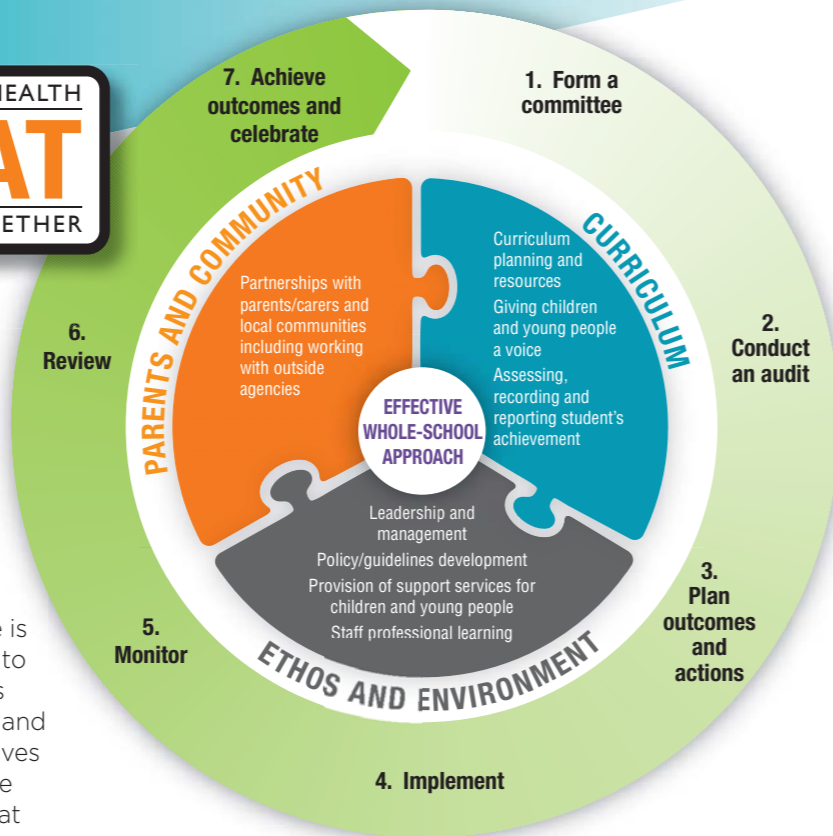 HEALTH
AT
ETHER
7. Achieve
outcomes and
celebrate
1. Form a
committee
2.
Conduct
an audit
3.
Plan
outcomes
and
actions
4. Implement
5.
Monitor
6.
Review
PARENTS AND COMMUNITY
Partnerships with
parents/carers and
local communities
including working
with outside
agencies
CURRICULUM
Curriculum
planning and
resources
Giving children
and young people
a voice
Assessing,
recording and
reporting student's
achievement
EFFECTIVE
WHOLE-SCHOOL
APPROACH
Leadership and
management
Policy/guidelines development
Provision of support services for
children and young people
Staff professional learning
ETHOS AND ENVIRONMENT
is
to
and